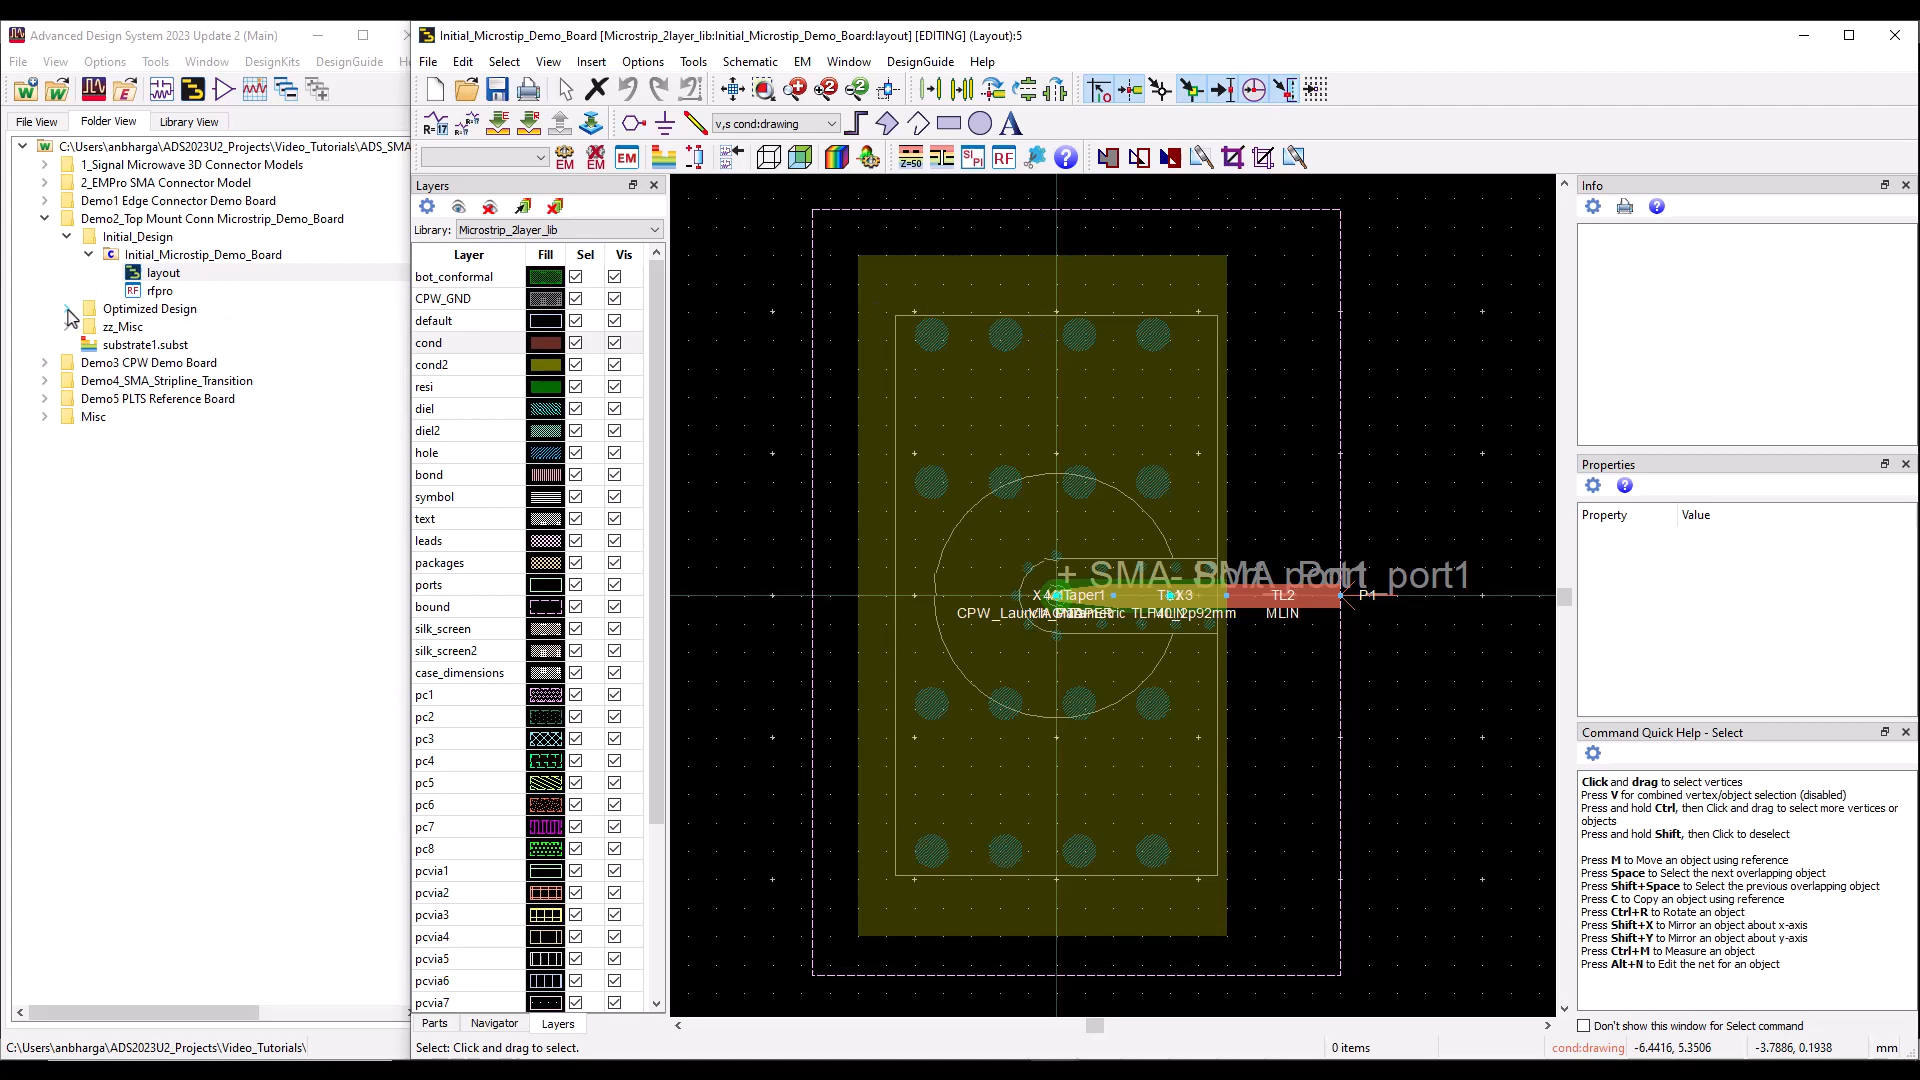 Advanced Design System 2023 Update 2 (Main)
File View Options Tools Window DesignKits DesignGuide He
File View Folder View Library View
C:\Users\anbharga\ADS2023U2_Projects\Video_Tutorials\ADS_SMA
1_Signal Microwave 3D Connector Models
2_EMPro SMA Connector Model
Demo1 Edge Connector Demo Board
Demo2_Top Mount Conn Microstrip_Demo_Board
Initial_Design
Initial_Microstip_Demo_Board
layout
rfpro
Optimized Design
zz_Misc
substrate1.subst
Demo3 CPW Demo Board
Demo4_SMA_Stripline_Transition
Demo5 PLTS Reference Board
Misc
C:\Users\anbharga\ADS2023U2_Projects\Video_Tutorials\
Initial_Microstip_Demo_Board [Microstrip_2layer_lib:Initial_Microstip_Demo_Board:layout] [EDITING] (Layout):5
File Edit Select View Insert Options Tools Schematic EM Window DesignGuide Help
v,s cond:drawing
EM EM EM Z=50 SI PI RF
Layers
Library: Microstrip_2layer_lib
Layer Fill Sel Vis
bot_conformal
CPW_GND
default
cond
cond2
resi
diel
diel2
hole
bond
symbol
text
leads
packages
ports
bound
silk_screen
silk_screen2
case_dimensions
pc1
pc2
pc3
pc4
pc5
pc6
pc7
pc8
pcvia1
pcvia2
pcvia3
pcvia4
pcvia5
pcvia6
pcvia7
Parts Navigator Layers
TL2 P1
MLIN
Select: Click and drag to select. 0 items cond:drawing -6.4416, 5.3506 -3.7886, 0.1938 mm
Info
Properties
Property Value
Command Quick Help - Select
Click and drag to select vertices
Press V for combined vertex/object selection (disabled)
Press and hold Ctrl, then Click and drag to select more vertices or
objects
Press and hold Shift, then Click to deselect
Press M to Move an object using reference
Press Space to Select the next overlapping object
Press Shift+Space to Select the previous overlapping object
Press C to Copy an object using reference
Press Ctrl+R to Rotate an object
Press Shift+X to Mirror an object about x-axis
Press Shift+Y to Mirror an object about y-axis
Press Ctrl+M to Measure an object
Press Alt+N to Edit the net for an object
Don't show this window for Select command